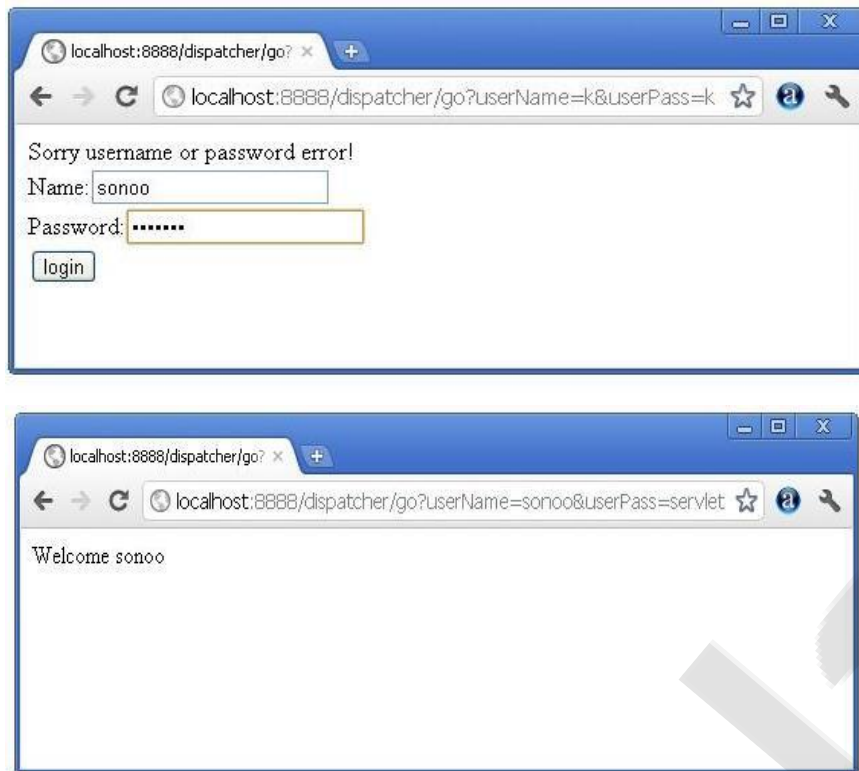 localhost:8888/dispatcher/go?
localhost:8888/dispatcher/go?userName=k&userPass=k
Sorry username or password error!
Name: sonoo
Password: •••••••
login
localhost:8888/dispatcher/go?
localhost:8888/dispatcher/go?userName=sonoo&userPass=servlet
Welcome sonoo